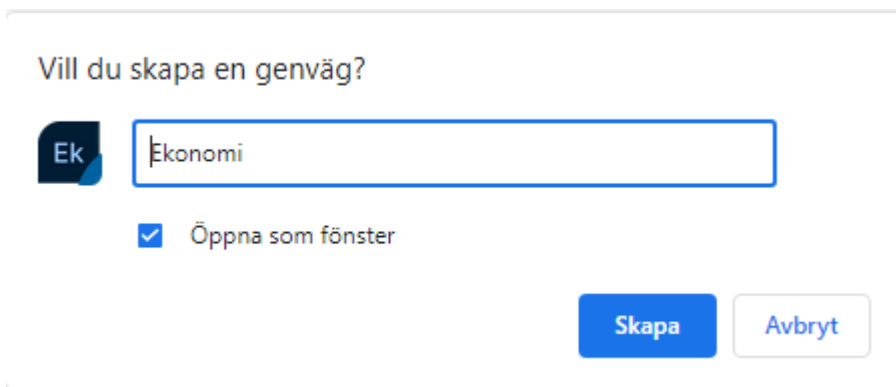 Vill du skapa en genväg?
Ek
Ekonomi
Öppna som fönster
Skapa
Avbryt